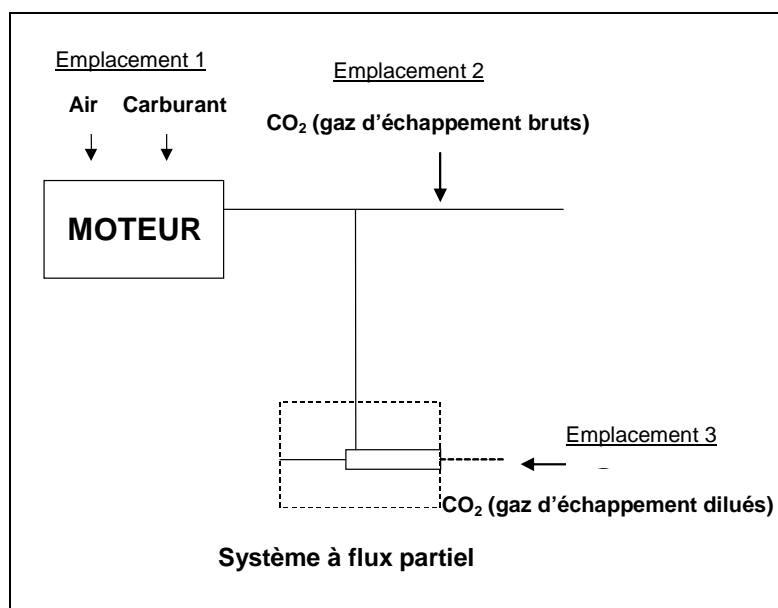 Emplacement 1
Emplacement 2
Air Carburant
CO₂ (gaz d'échappement bruts)
MOTEUR
Emplacement 3
CO₂ (gaz d'échappement dilués)
Système à flux partiel